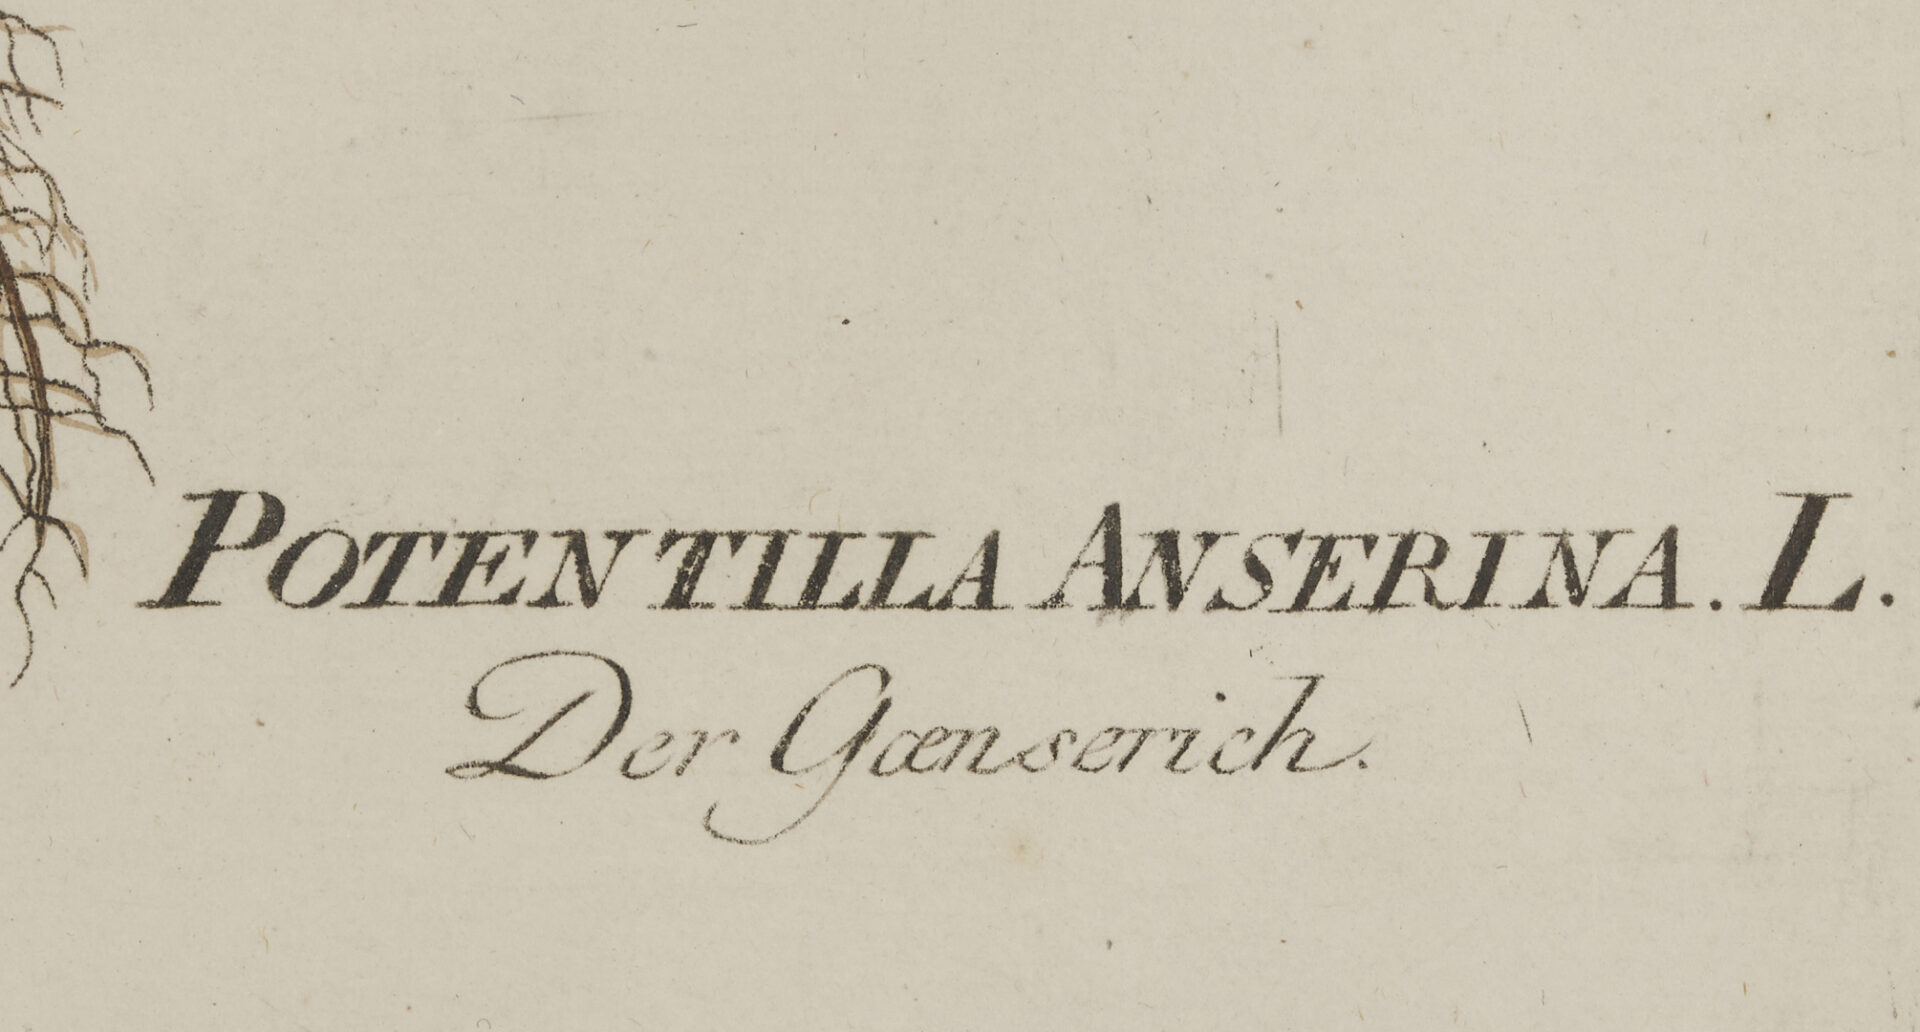 POTENTILLA ANSERINA. L.
Der Gænserich.